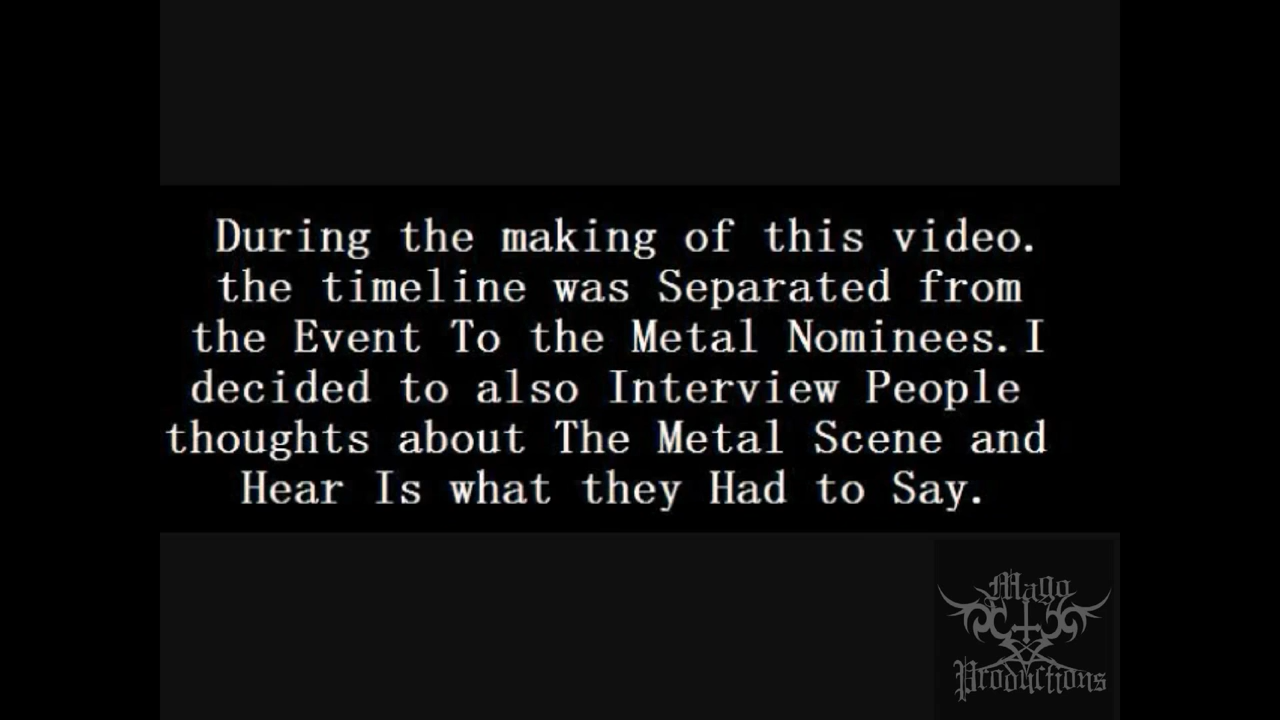 During the making of this video.
the timeline was Separated from
the Event To the Metal Nominees. I
decided to also Interview People
thoughts about The Metal Scene and
Hear Is what they Had to Say.
Mago
Productions